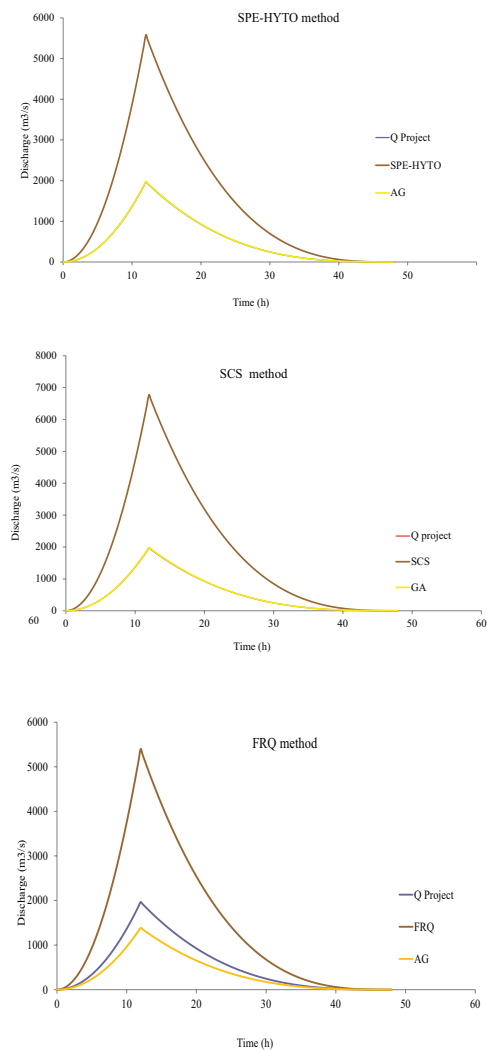 SPE-HYTO method
6000
5000
4000
3000
2000
1000
0
Discharge (m3/s)
Q Project
SPE-HYTO
AG
0 10 20 30 40 50
Time (h)
SCS method
8000
7000
6000
5000
4000
3000
2000
1000
0
60
Discharge (m3/s)
Q project
SCS
GA
0 10 20 30 40 50 60
Time (h)
FRQ method
6000
5000
4000
3000
2000
1000
0
Discharge (m3/s)
Q Project
FRQ
AG
0 10 20 30 40 50 60
Time (h)